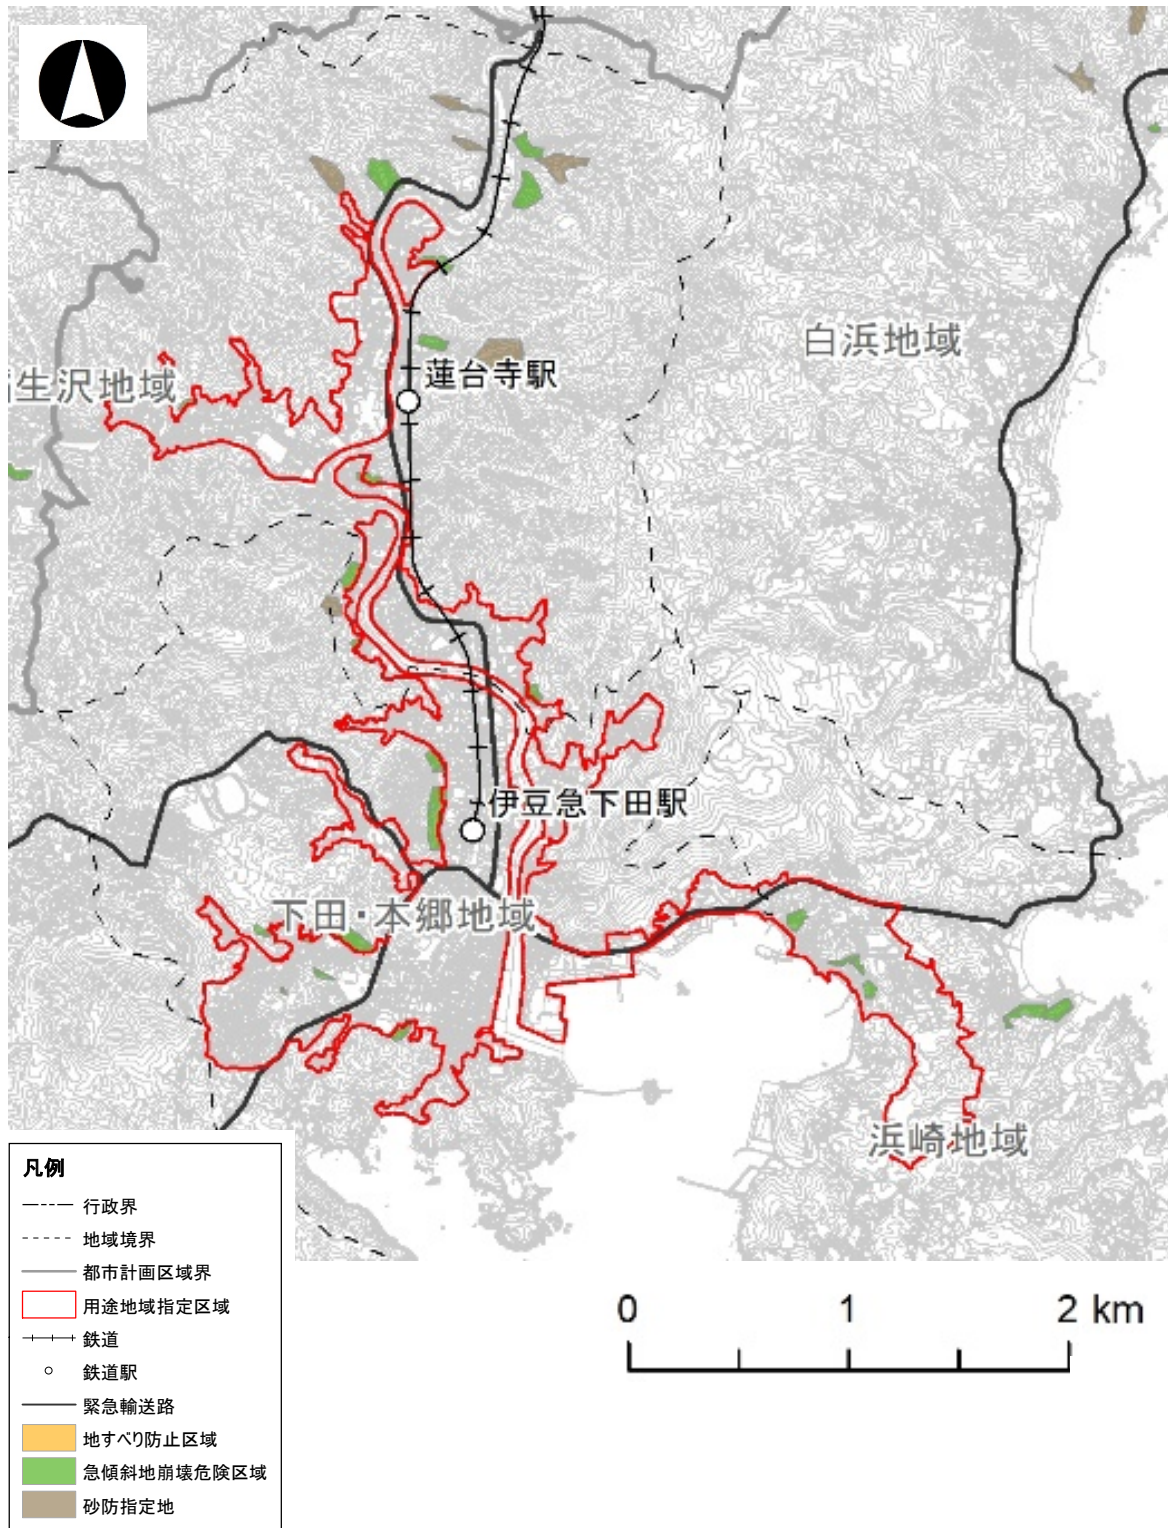 白浜地域
蓮台寺駅
生沢地域
伊豆急下田駅
下田・本郷地域
浜崎地域
凡例
行政界
地域境界
都市計画区域界
用途地域指定区域
鉄道
鉄道駅
緊急輸送路
地すべり防止区域
急傾斜地崩壊危険区域
砂防指定地
0 1 2 km